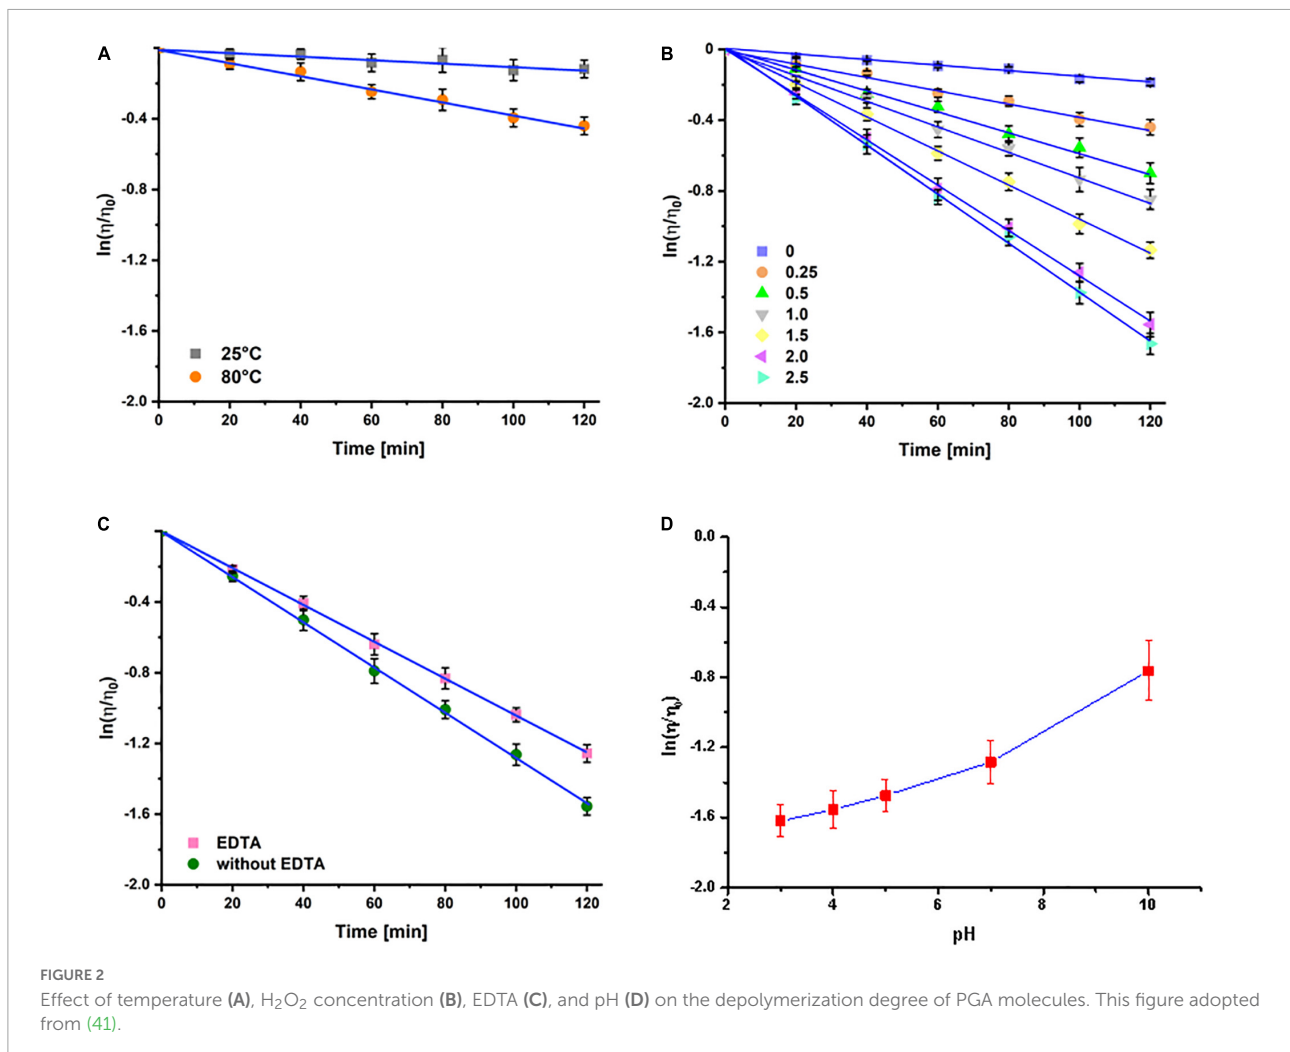 A
ln(η/η0)
-0.4
-0.8
-1.2
-1.6
-2.0
0 20 40 60 80 100 120
Time [min]
25°C
80°C
B
ln(η/η0)
0
-0.4
-0.8
-1.2
-1.6
-2.0
0 20 40 60 80 100 120
Time [min]
0
0.25
0.5
1.0
1.5
2.0
2.5
C
ln(η/η0)
-0.4
-0.8
-1.2
-1.6
-2.0
0 20 40 60 80 100 120
Time [min]
EDTA
without EDTA
D
ln(η/η0)
0.0
-0.4
-0.8
-1.2
-1.6
-2.0
2 4 6 8 10
pH
FIGURE 2
Effect of temperature (A), H2O2 concentration (B), EDTA (C), and pH (D) on the depolymerization degree of PGA molecules. This figure adopted
from (41).